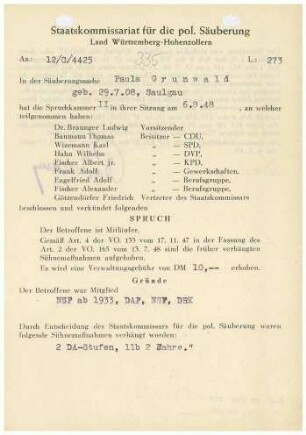 Staatskommissariat für die pol. Säuberung
Land Württemberg-Hohenzollern
Az.: 12/C/4425 L: 273
In der Säuberungssache Paula Grunwald
geb. 29.7.08, Saulgau
hat die Spruchkammer II in ihrer Sitzung am 6.8.48, an welcher
teilgenommen haben:
Dr. Braunger Ludwig Vorsitzender
Baumann Thomas Beisitzer — CDU,
Wizemann Karl „ — SPD,
Hahn Wilhelm „ — DVP,
Fischer Albert jr. „ — KPD,
Frank Adolf „ — Gewerkschaften,
Engelfried Adolf „ — Berufsgruppe,
Fischer Alexander „ — Berufsgruppe,
Götzendörfer Friedrich Vertreter des Staatskommissars
beschlossen und verkündet folgenden
SPRUCH
Der Betroffene ist Mitläufer.
Gemäß Art. 4 der VO. 133 vom 17. 11. 47 in der Fassung des
Art. 2 der VO. 165 vom 13. 7. 48 sind die früher verhängten
Sühnemaßnahmen aufgehoben.
Es wird eine Verwaltungsgebühr von DM 10,-- erhoben.
Gründe
Der Betroffene war Mitglied
NSF ab 1933, DAF, NSV, DRK
Durch Entscheidung des Staatskommissars für die pol. Säuberung waren
folgende Sühnemaßnahmen verhängt worden:
2 DA-Stufen, 11b 2 Jahre."